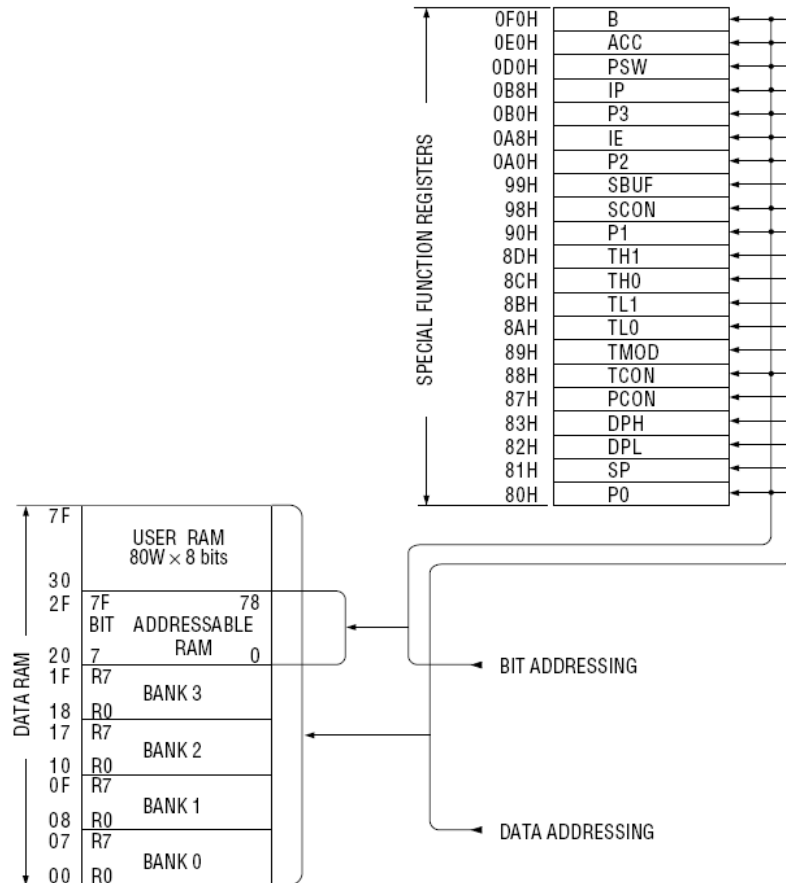 0F0H B
0E0H ACC
0D0H PSW
0B8H IP
0B0H P3
0A8H IE
0A0H P2
99H SBUF
98H SCON
90H P1
8DH TH1
8CH TH0
8BH TL1
8AH TL0
89H TMOD
88H TCON
87H PCON
83H DPH
82H DPL
81H SP
80H P0
SPECIAL FUNCTION REGISTERS
7F
USER RAM
80W × 8 bits
30
2F 7F 78
BIT ADDRESSABLE
RAM
20 7 0
1F R7
BANK 3
18 R0
17 R7
BANK 2
10 R0
0F R7
BANK 1
08 R0
07 R7
BANK 0
00 R0
DATA RAM
BIT ADDRESSING
DATA ADDRESSING